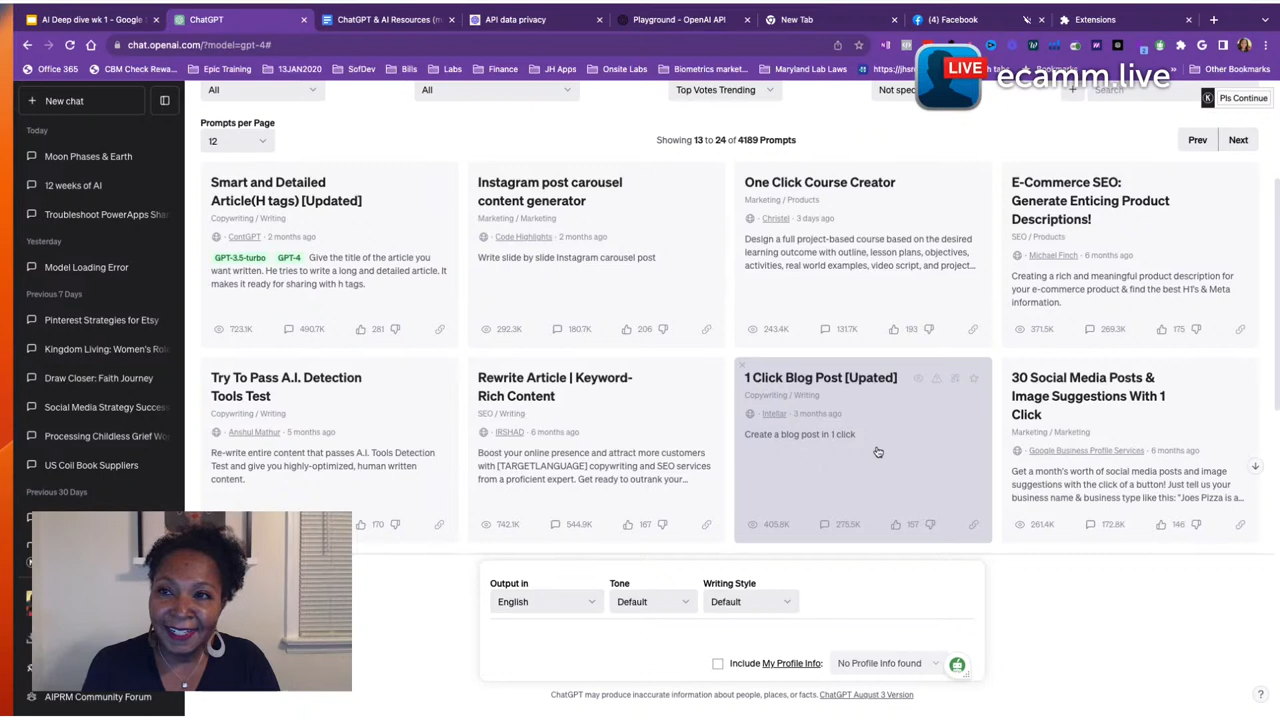 AI Deep dive wk 1 - Google
ChatGPT
ChatGPT & AI Resources (m
API data privacy
Playground - OpenAI API
New Tab
(4) Facebook
Extensions
chat.openai.com/?model=gpt-4#
Office 365
CBM Check Rewa...
Epic Training
13JAN2020
SofDev
Bills
Labs
Finance
JH Apps
Onsite Labs
Biometrics market...
Maryland Lab Laws
Other Bookmarks
LIVE
ecamm.live
New chat
All
All
Top Votes Trending
Not spec
Search
Pls Continue
Today
Moon Phases & Earth
12 weeks of AI
Troubleshoot PowerApps Shar
Yesterday
Model Loading Error
Previous 7 Days
Pinterest Strategies for Etsy
Kingdom Living: Women's Role
Draw Closer: Faith Journey
Social Media Strategy Success
Processing Childless Grief Wo
US Coil Book Suppliers
Previous 30 Days
AIPRM Community Forum
Prompts per Page
12
Showing 13 to 24 of 4189 Prompts
Prev
Next
Smart and Detailed
Article(H tags) [Updated]
Copywriting / Writing
· ContGPT · 2 months ago
GPT-3.5-turbo GPT-4 Give the title of the article you
want written. He tries to write a long and detailed article. It
makes it ready for sharing with h tags.
723.1K 490.7K 281
Instagram post carousel
content generator
Marketing / Marketing
· Code Highlights · 2 months ago
Write slide by slide Instagram carousel post
292.3K 180.7K 206
One Click Course Creator
Marketing / Products
· Christel · 3 days ago
Design a full project-based course based on the desired
learning outcome with outline, lesson plans, objectives,
activities, real world examples, video script, and project...
243.4K 131.7K 193
E-Commerce SEO:
Generate Enticing Product
Descriptions!
SEO / Products
· Michael Finch · 6 months ago
Creating a rich and meaningful product description for
your e-commerce product & find the best H1's & Meta
information.
371.5K 269.3K 175
Try To Pass A.I. Detection
Tools Test
Copywriting / Writing
· Anshul Mathur · 5 months ago
Re-write entire content that passes A.I. Tools Detection
Test and give you highly-optimized, human written
content.
170
Rewrite Article | Keyword-
Rich Content
SEO / Writing
· IRSHAD · 6 months ago
Boost your online presence and attract more customers
with [TARGETLANGUAGE] copywriting and SEO services
from a proficient expert. Get ready to outrank your...
742.1K 544.9K 167
1 Click Blog Post [Upated]
Copywriting / Writing
· Intellar · 3 months ago
Create a blog post in 1 click
405.8K 275.5K 157
30 Social Media Posts &
Image Suggestions With 1
Click
Marketing / Marketing
· Google Business Profile Services · 6 months ago
Get a month's worth of social media posts and image
suggestions with the click of a button! Just tell us your
business name & business type like this: "Joes Pizza is a...
261.4K 172.8K 146
Output in
Tone
Writing Style
English
Default
Default
Include My Profile Info:
No Profile Info found
ChatGPT may produce inaccurate information about people, places, or facts. ChatGPT August 3 Version
?